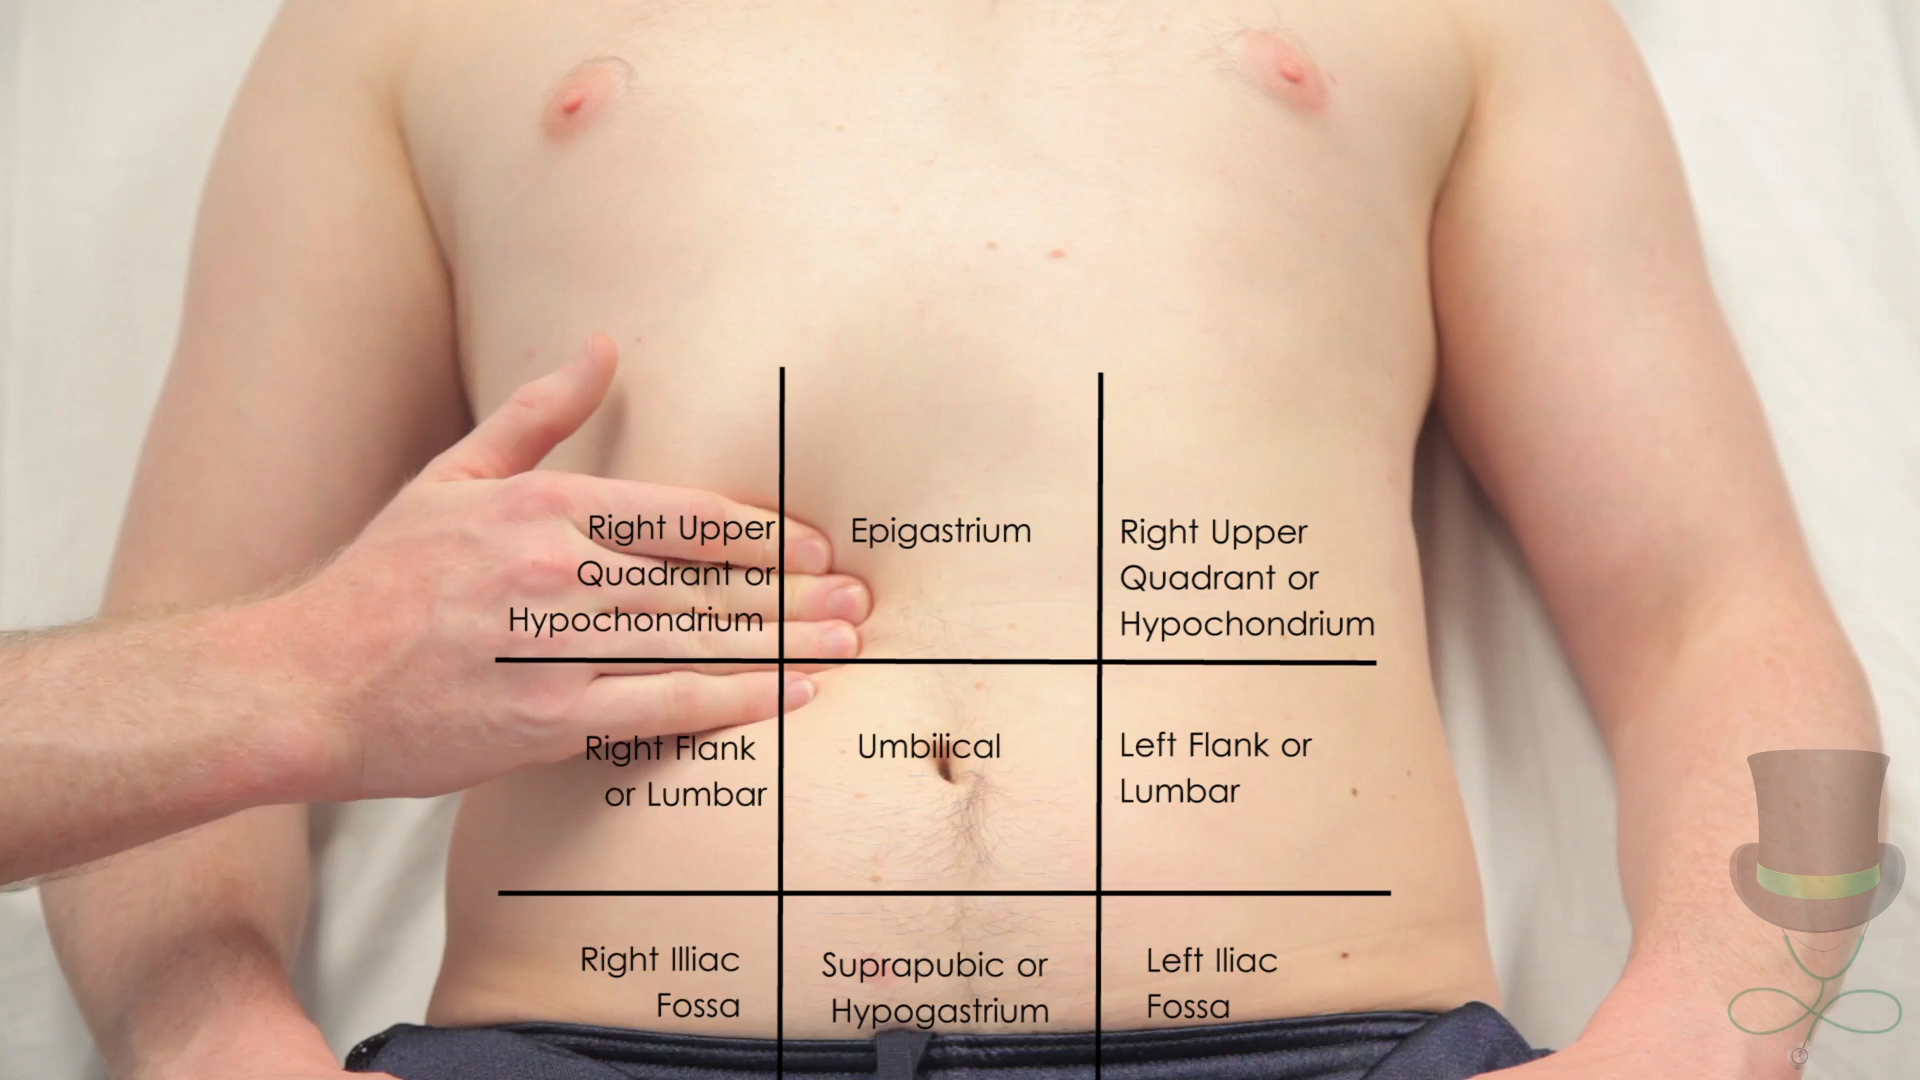 Right Upper
Quadrant or
Hypochondrium
Epigastrium
Right Upper
Quadrant or
Hypochondrium
Right Flank
or Lumbar
Umbilical
Left Flank or
Lumbar
Right Illiac
Fossa
Suprapubic or
Hypogastrium
Left Iliac
Fossa